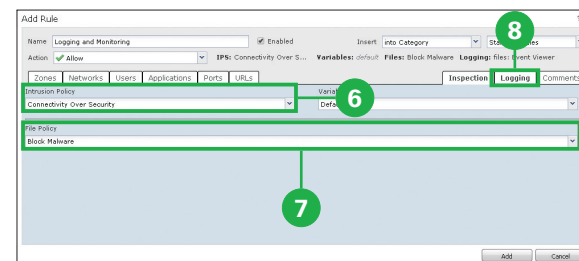 Add Rule
8
Name Logging and Monitoring Enabled Insert into Category
Action Allow IPS: Connectivity Over S... Variables: default Files: Block Malware Logging: files: Event Viewer
Zones Networks Users Applications Ports URLs Inspection Logging Comments
Intrusion Policy
Connectivity Over Security
6
File Policy
Block Malware
7
Add Cancel